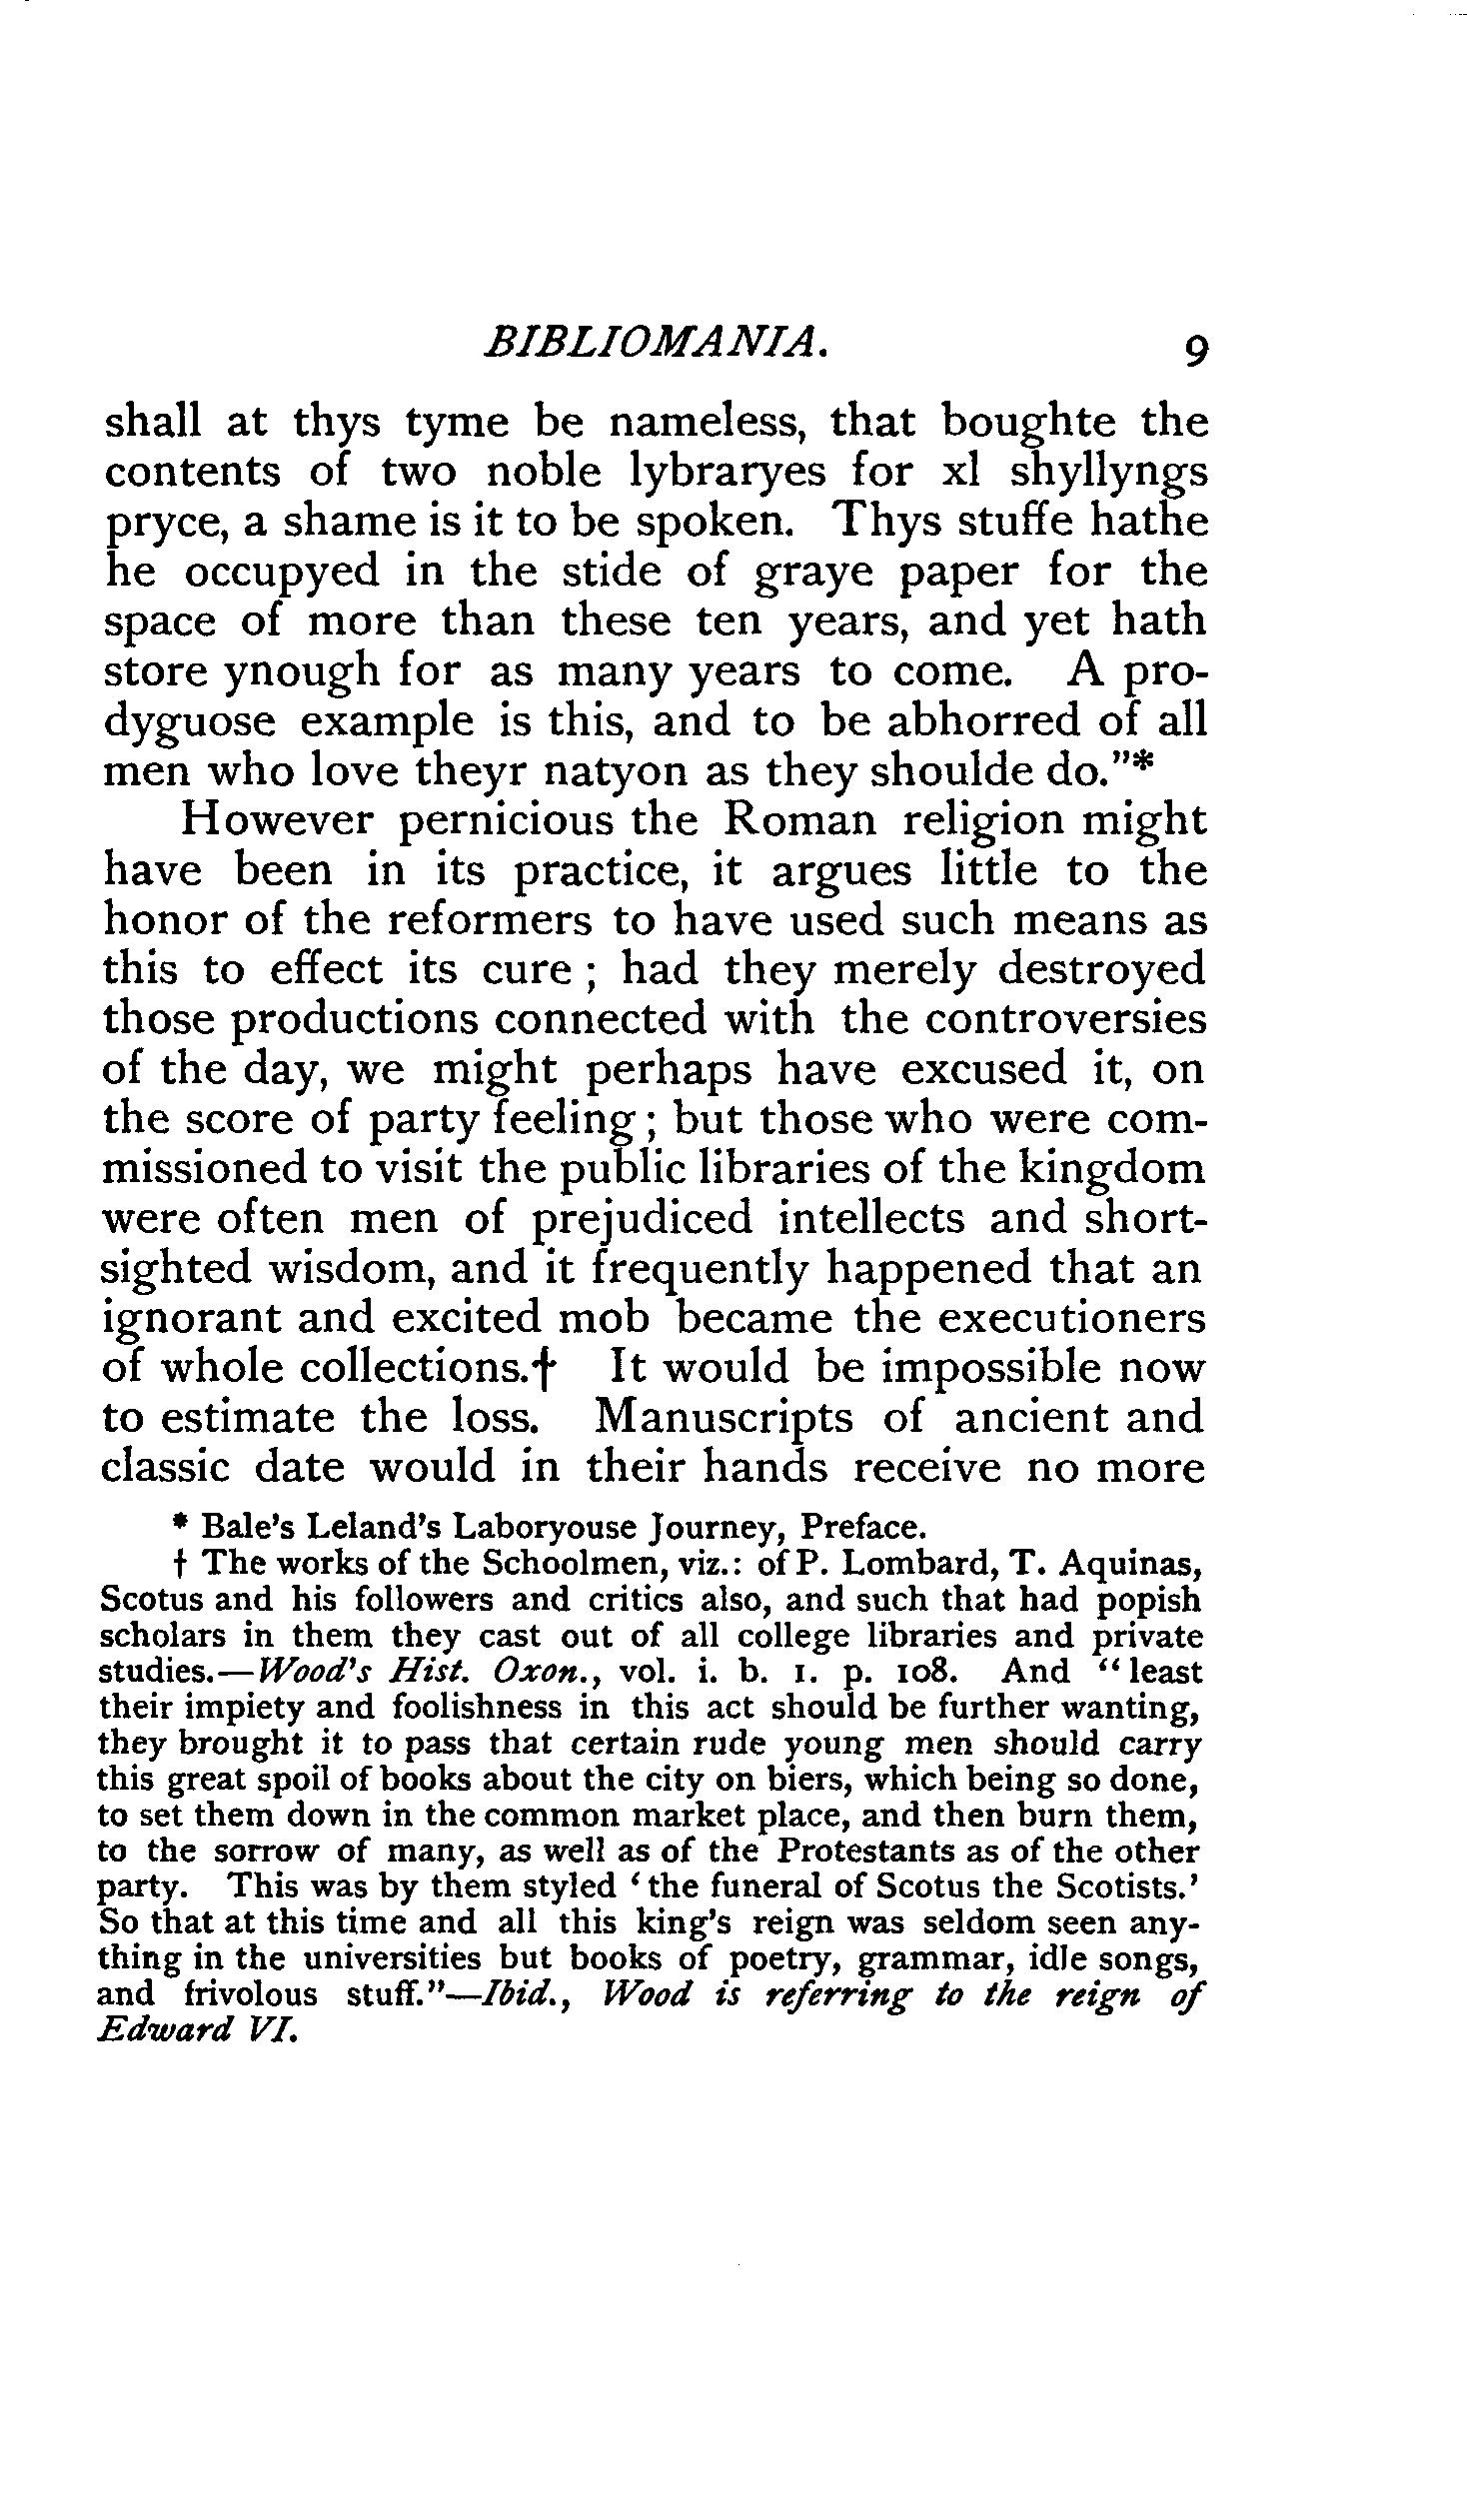 BIBLIOMANIA. 9
shall at thys tyme be nameless, that boughte the
contents of two noble lybraryes for xl shyllyngs
pryce, a shame is it to be spoken. Thys stuffe hathe
he occupyed in the stide of graye paper for the
space of more than these ten years, and yet hath
store ynough for as many years to come. A pro-
dyguose example is this, and to be abhorred of all
men who love theyr natyon as they shoulde do."*
However pernicious the Roman religion might
have been in its practice, it argues little to the
honor of the reformers to have used such means as
this to effect its cure ; had they merely destroyed
those productions connected with the controversies
of the day, we might perhaps have excused it, on
the score of party feeling ; but those who were com-
missioned to visit the public libraries of the kingdom
were often men of prejudiced intellects and short-
sighted wisdom, and it frequently happened that an
ignorant and excited mob became the executioners
of whole collections.† It would be impossible now
to estimate the loss. Manuscripts of ancient and
classic date would in their hands receive no more
* Bale's Leland's Laboryouse Journey, Preface.
† The works of the Schoolmen, viz.: of P. Lombard, T. Aquinas,
Scotus and his followers and critics also, and such that had popish
scholars in them they cast out of all college libraries and private
studies.—Wood's Hist. Oxon., vol. i. b. 1. p. 108. And "least
their impiety and foolishness in this act should be further wanting,
they brought it to pass that certain rude young men should carry
this great spoil of books about the city on biers, which being so done,
to set them down in the common market place, and then burn them,
to the sorrow of many, as well as of the Protestants as of the other
party. This was by them styled 'the funeral of Scotus the Scotists.'
So that at this time and all this king's reign was seldom seen any-
thing in the universities but books of poetry, grammar, idle songs,
and frivolous stuff."—Ibid., Wood is referring to the reign of
Edward VI.